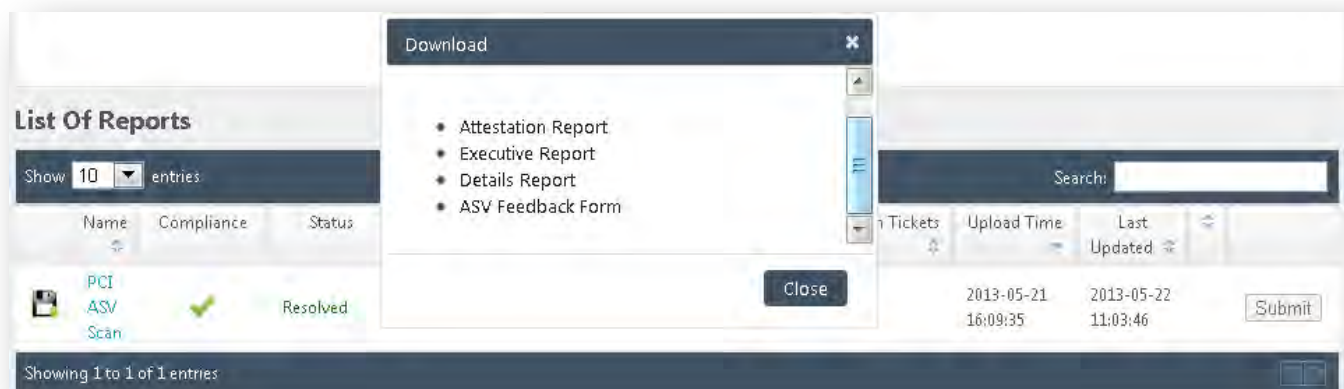 Download
List Of Reports
• Attestation Report
• Executive Report
• Details Report
• ASV Feedback Form
Show 10 entries
Search:
Name
Compliance
Status
Tickets
Upload Time
Last
Updated
PCI
ASV
Scan
Resolved
Close
2013-05-21
16:09:35
2013-05-22
11:03:46
Submit
Showing 1 to 1 of 1 entries